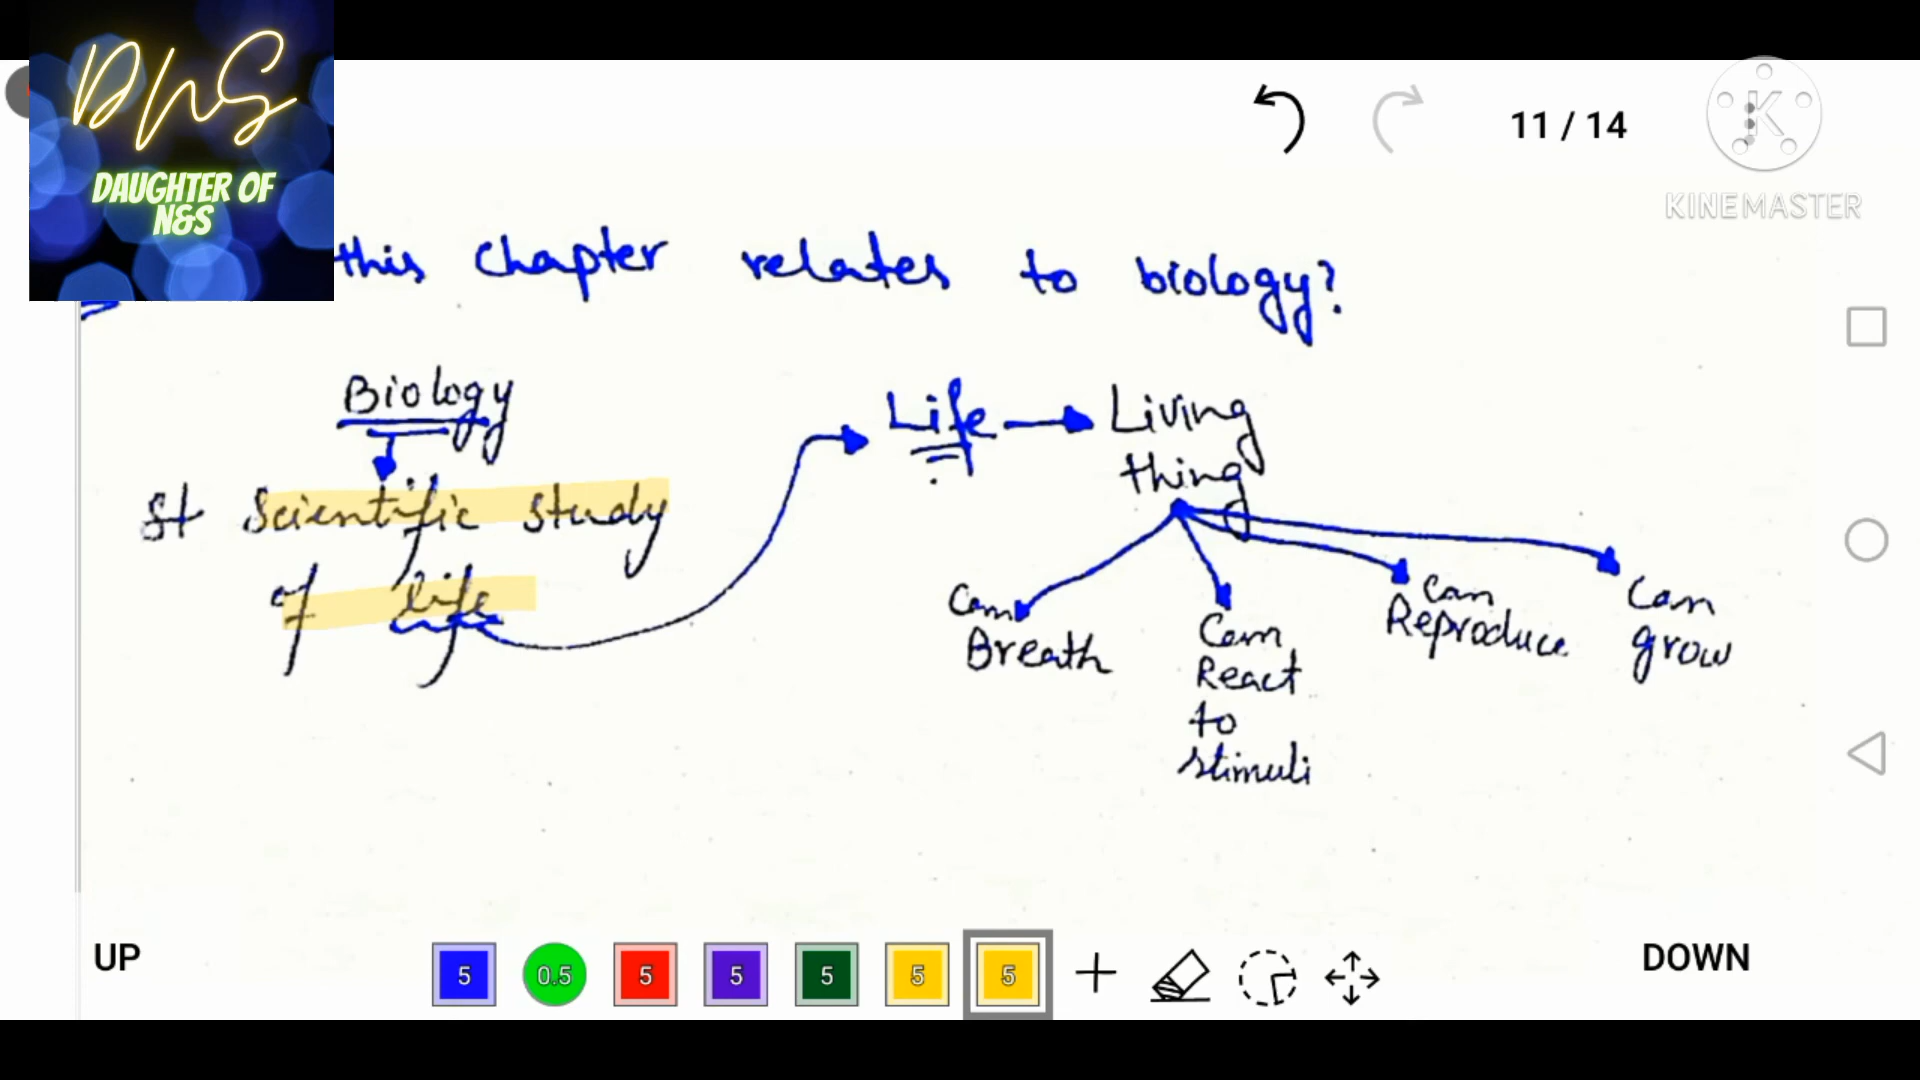 DNS
DAUGHTER OF
N&S
11 / 14
K
KINEMASTER
this chapter relates to biology?
Biology
St Scientific study
of life
Life
Living
thing
Can
Breath
Can
React
to
stimuli
Can
Reproduce
Can
grow
UP
5
0.5
5
5
5
5
5
DOWN